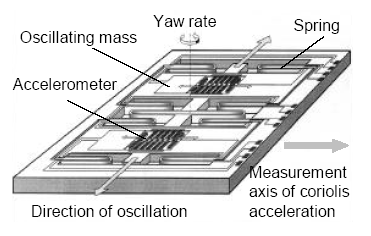 Yaw rate
Spring
Oscillating mass
Accelerometer
Measurement
axis of coriolis
acceleration
Direction of oscillation